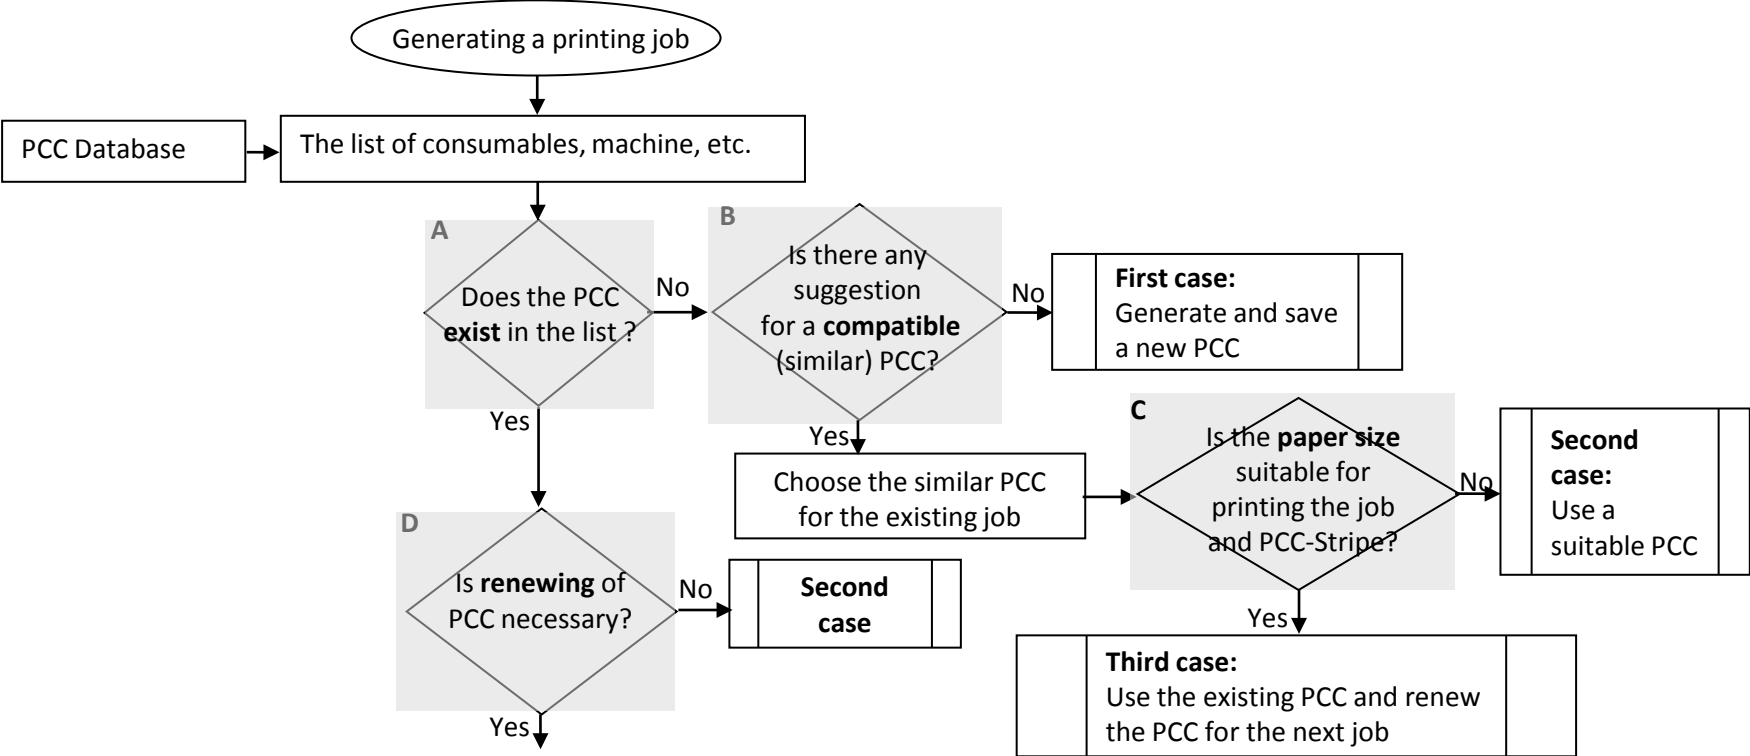 Generating a printing job
PCC Database
The list of consumables, machine, etc.
A
Does the PCC
exist in the list ?
No
Yes
B
Is there any
suggestion
for a compatible
(similar) PCC?
No
Yes
First case:
Generate and save
a new PCC
Choose the similar PCC
for the existing job
C
Is the paper size
suitable for
printing the job
and PCC-Stripe?
No
Yes
Second
case:
Use a
suitable PCC
D
Is renewing of
PCC necessary?
No
Yes
Second
case
Third case:
Use the existing PCC and renew
the PCC for the next job